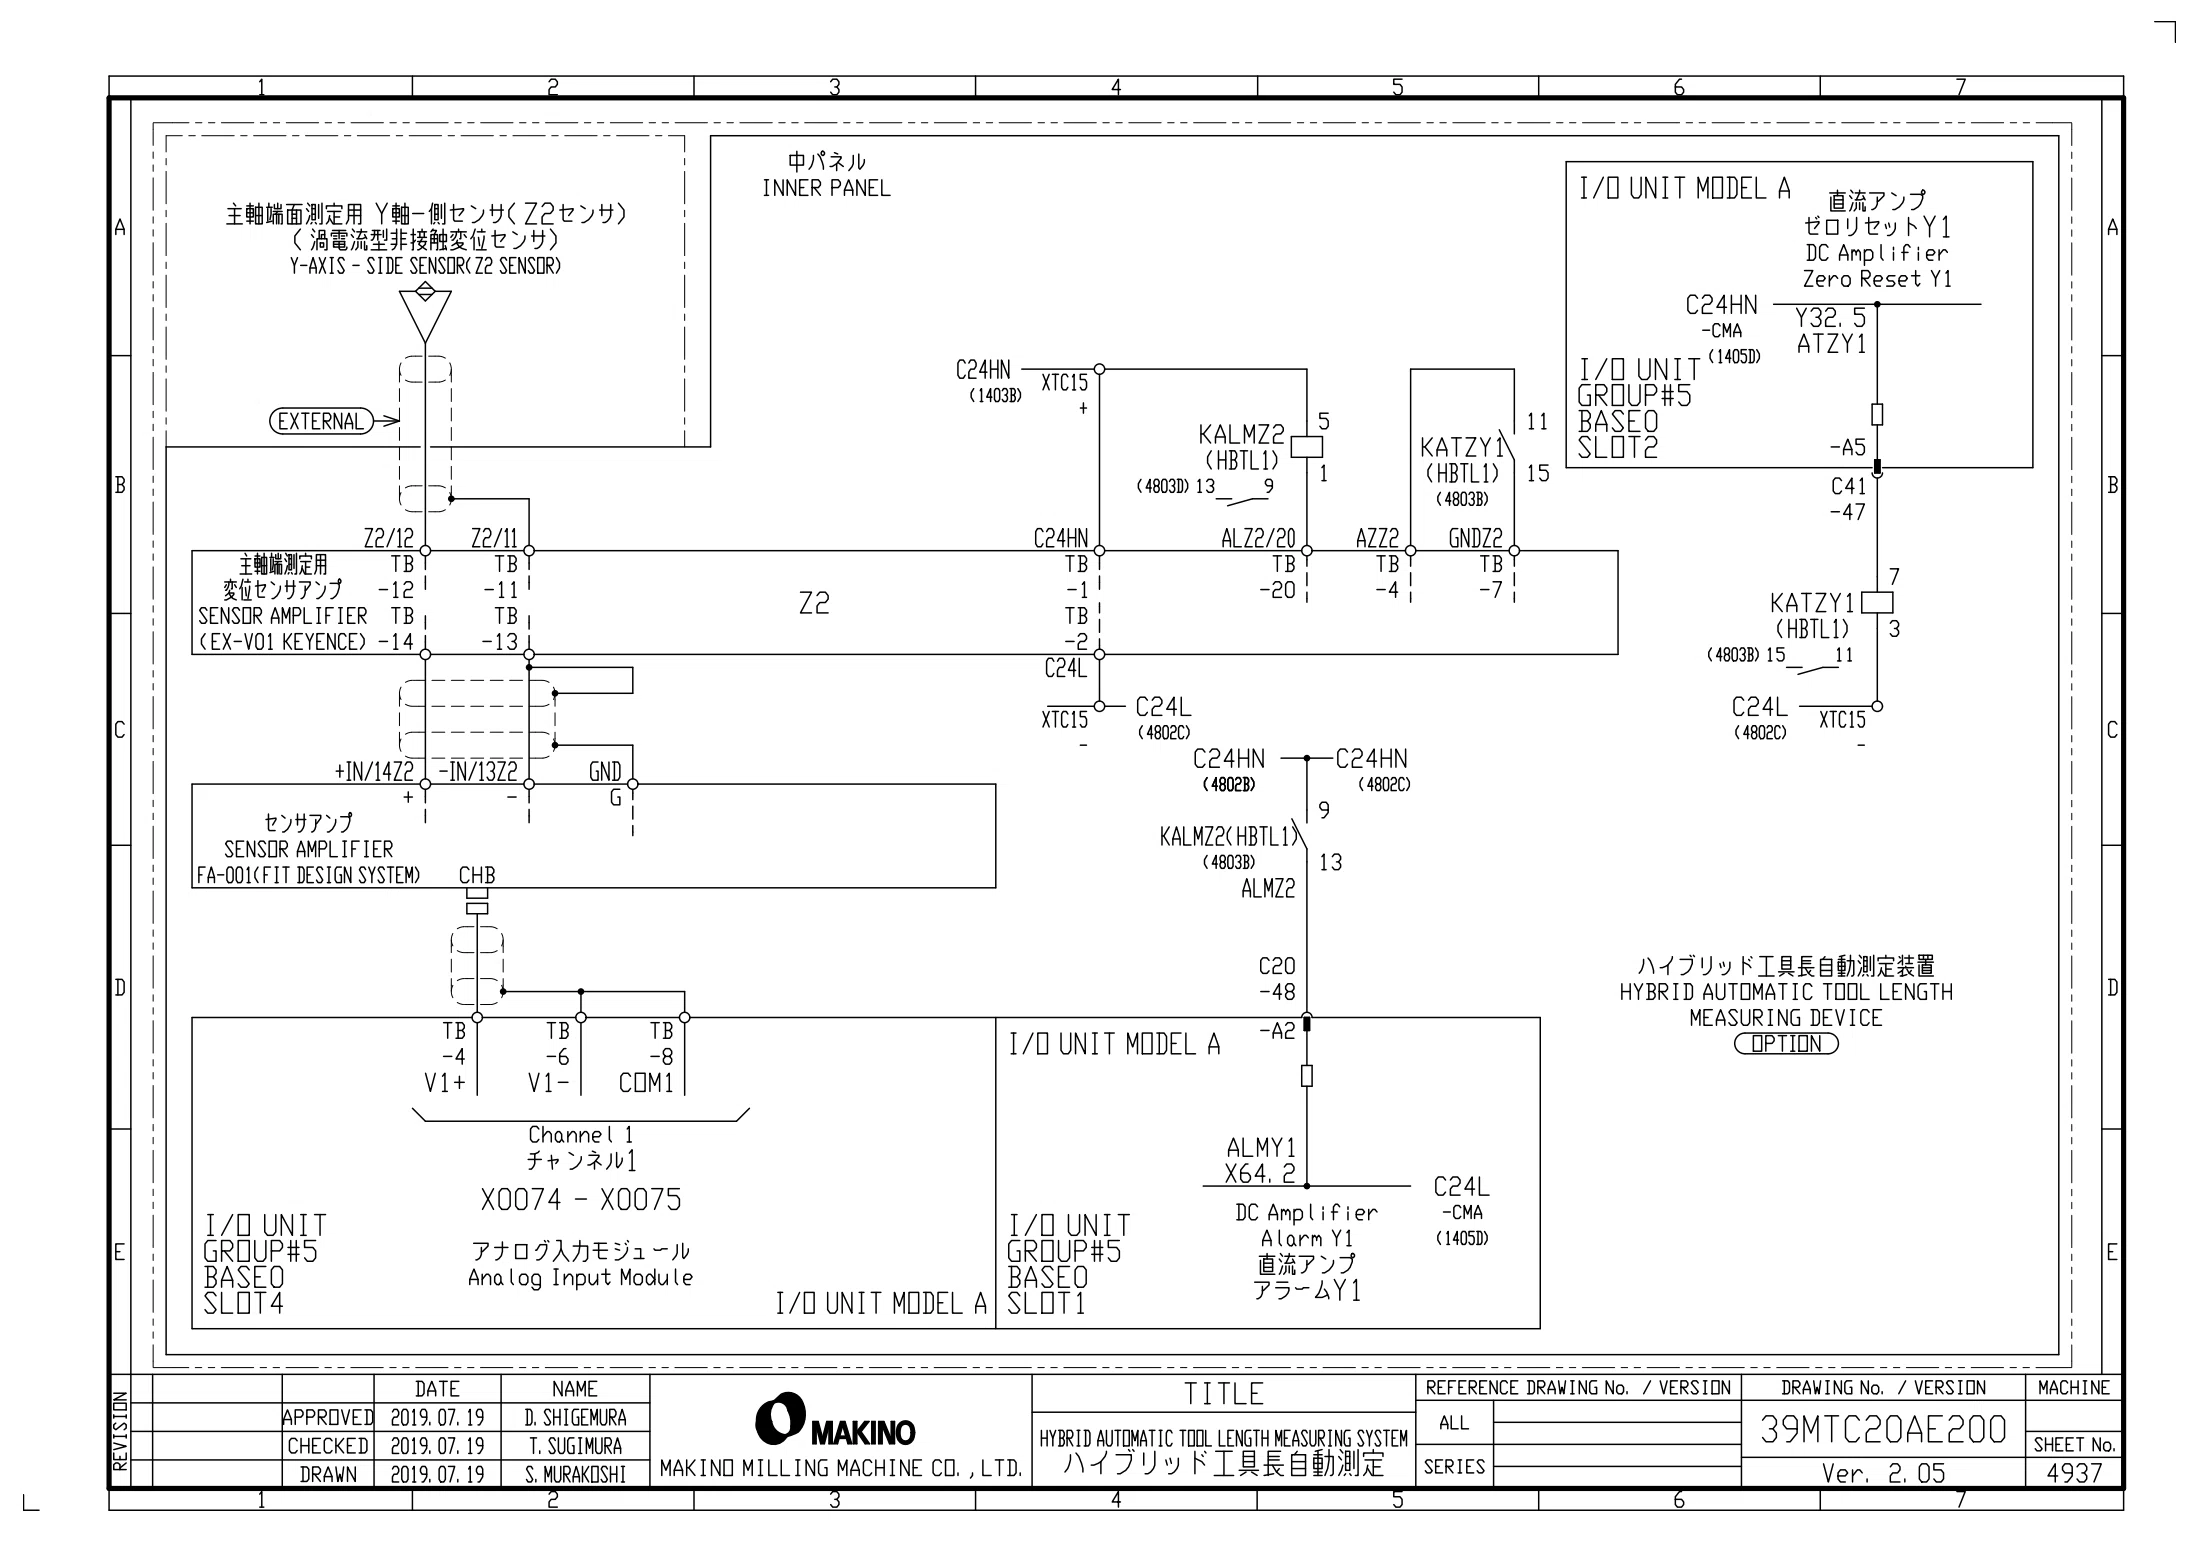 1 2 3 4 5 6 7
A
B
C
D
E
中パネル
INNER PANEL
主軸端面測定用 Y軸-側センサ(Z2センサ)
(渦電流型非接触変位センサ)
Y-AXIS - SIDE SENSOR(Z2 SENSOR)
EXTERNAL
I/O UNIT MODEL A
直流アンプ
ゼロリセットY1
DC Amplifier
Zero Reset Y1
C24HN
-CMA
(1405D)
Y32.5
ATZY1
I/O UNIT
GROUP#5
BASE0
SLOT2
-A5
C41
-47
7
KATZY1
(HBTL1)
3
(4803B) 15 11
C24L
(4802C)
XTC15
-
C24HN
(1403B)
XTC15
+
KALMZ2
(HBTL1)
5
1
(4803D) 13 9
KATZY1
(HBTL1)
(4803B)
11
15
Z2/12 Z2/11 C24HN ALZ2/20 AZZ2 GNDZ2
主軸端測定用
変位センサアンプ
SENSOR AMPLIFIER
(EX-V01 KEYENCE)
TB
-12
TB
-14
TB
-11
TB
-13
Z2
TB
-1
TB
-2
TB
-20
TB
-4
TB
-7
C24L
XTC15
-
C24L
(4802C)
+IN/14Z2 -IN/13Z2 GND
+ - G
センサアンプ
SENSOR AMPLIFIER
FA-001(FIT DESIGN SYSTEM)
CHB
C24HN
(4802B)
C24HN
(4802C)
9
KALMZ2(HBTL1)
(4803B)
13
ALMZ2
C20
-48
-A2
TB
-4
V1+
TB
-6
V1-
TB
-8
COM1
Channel 1
チャンネル1
X0074 - X0075
アナログ入力モジュール
Analog Input Module
I/O UNIT
GROUP#5
BASE0
SLOT4
I/O UNIT MODEL A
I/O UNIT MODEL A
ALMY1
X64.2
C24L
-CMA
(1405D)
DC Amplifier
Alarm Y1
直流アンプ
アラームY1
I/O UNIT
GROUP#5
BASE0
SLOT1
ハイブリッド工具長自動測定装置
HYBRID AUTOMATIC TOOL LENGTH
MEASURING DEVICE
OPTION
A
B
C
D
E
REVISION
DATE NAME
APPROVED 2019.07.19 D. SHIGEMURA
CHECKED 2019.07.19 T. SUGIMURA
DRAWN 2019.07.19 S. MURAKOSHI
MAKINO
MAKINO MILLING MACHINE CO.,LTD.
TITLE
HYBRID AUTOMATIC TOOL LENGTH MEASURING SYSTEM
ハイブリッド工具長自動測定
REFERENCE DRAWING No. / VERSION
ALL
SERIES
DRAWING No. / VERSION
39MTC20AE200
Ver. 2.05
MACHINE
SHEET No.
4937
1 2 3 4 5 6 7